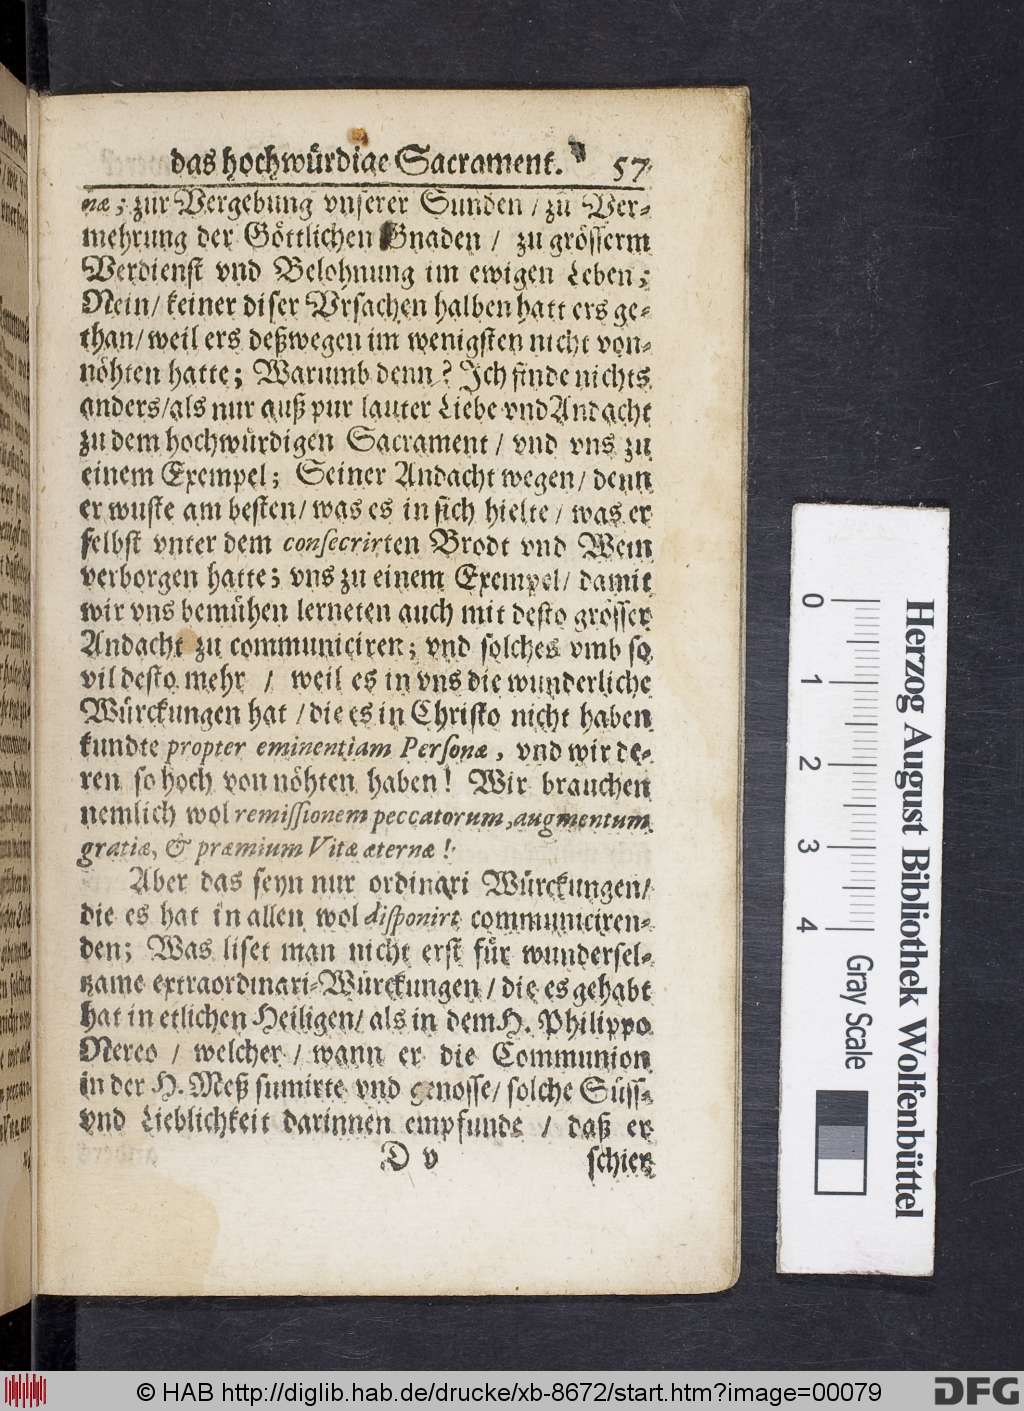 das hochwürdige Sacrament. 57
næ; zur Vergebung vnserer Sunden / zu Ver-
mehrung der Göttlichen Gnaden / zu grösserm
Verdienst vnd Belohnung im ewigen Leben;
Nein / keiner diser Vrsachen halben hatt ers ge-
than / weil ers deßwegen im wenigsten nicht von-
nöhten hatte; Warumb denn? Ich finde nichts
anders / als nur auß pur lauter Liebe vnd Andacht
zu dem hochwürdigen Sacrament / vnd vns zu
einem Exempel; Seiner Andacht wegen / denn
er wuste am besten / was es in sich hielte / was er
selbst vnter dem consecrirten Brodt vnd Wein
verborgen hatte; vns zu einem Exempel / damit
wir vns bemühen lerneten auch mit desto grösser
Andacht zu communiciren; vnd solches vmb so
vil desto mehr / weil es in vns die wunderliche
Würckungen hat / die es in Christo nicht haben
kundte propter eminentiam Personæ, vnd wir de-
ren so hoch von nöhten haben! Wir brauchen
nemlich wol remissionem peccatorum, augmentum
gratiæ, & præmium Vitæ æternæ!
Aber das seyn nur ordinari Würckungen /
die es hat in allen wol disponirt communiciren-
den; Was liset man nicht erst für wundersel-
tzame extraordinari-Würckungen / die es gehabt
hat in etlichen Heiligen / als in dem H. Philippo
Nereo / welcher / wann er die Communion
in der H. Meß sumirte vnd genosse / solche Süss-
vnd Lieblichkeit darinnen empfunde / daß er
D v schier
Herzog August Bibliothek Wolfenbüttel
0 1 2 3 4
Gray Scale
© HAB http://diglib.hab.de/drucke/xb-8672/start.htm?image=00079
DFG